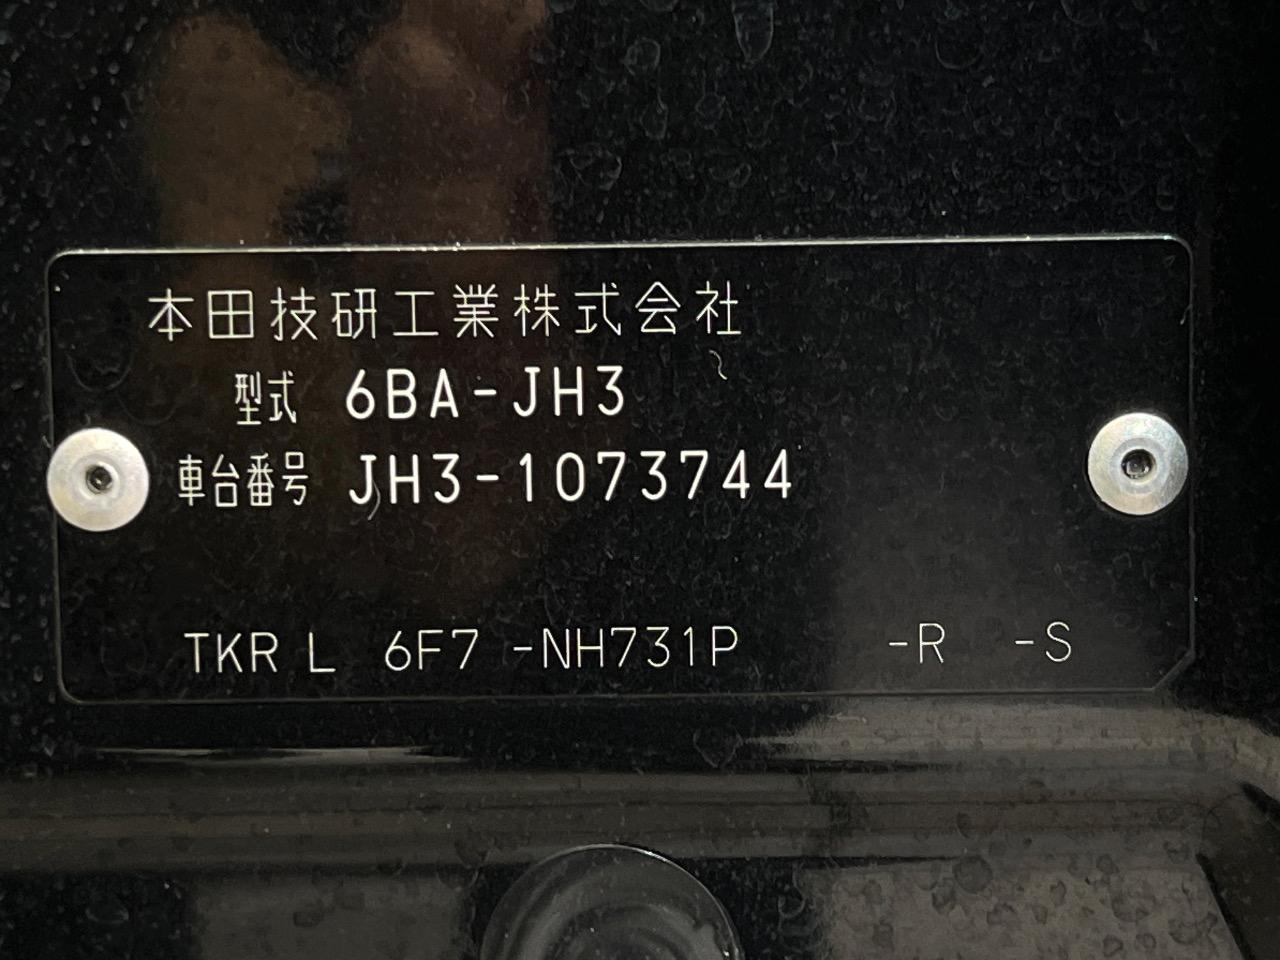 本田技研工業株式会社
型式 6BA-JH3
車台番号 JH3-1073744
TKR L 6F7 -NH731P -R -S